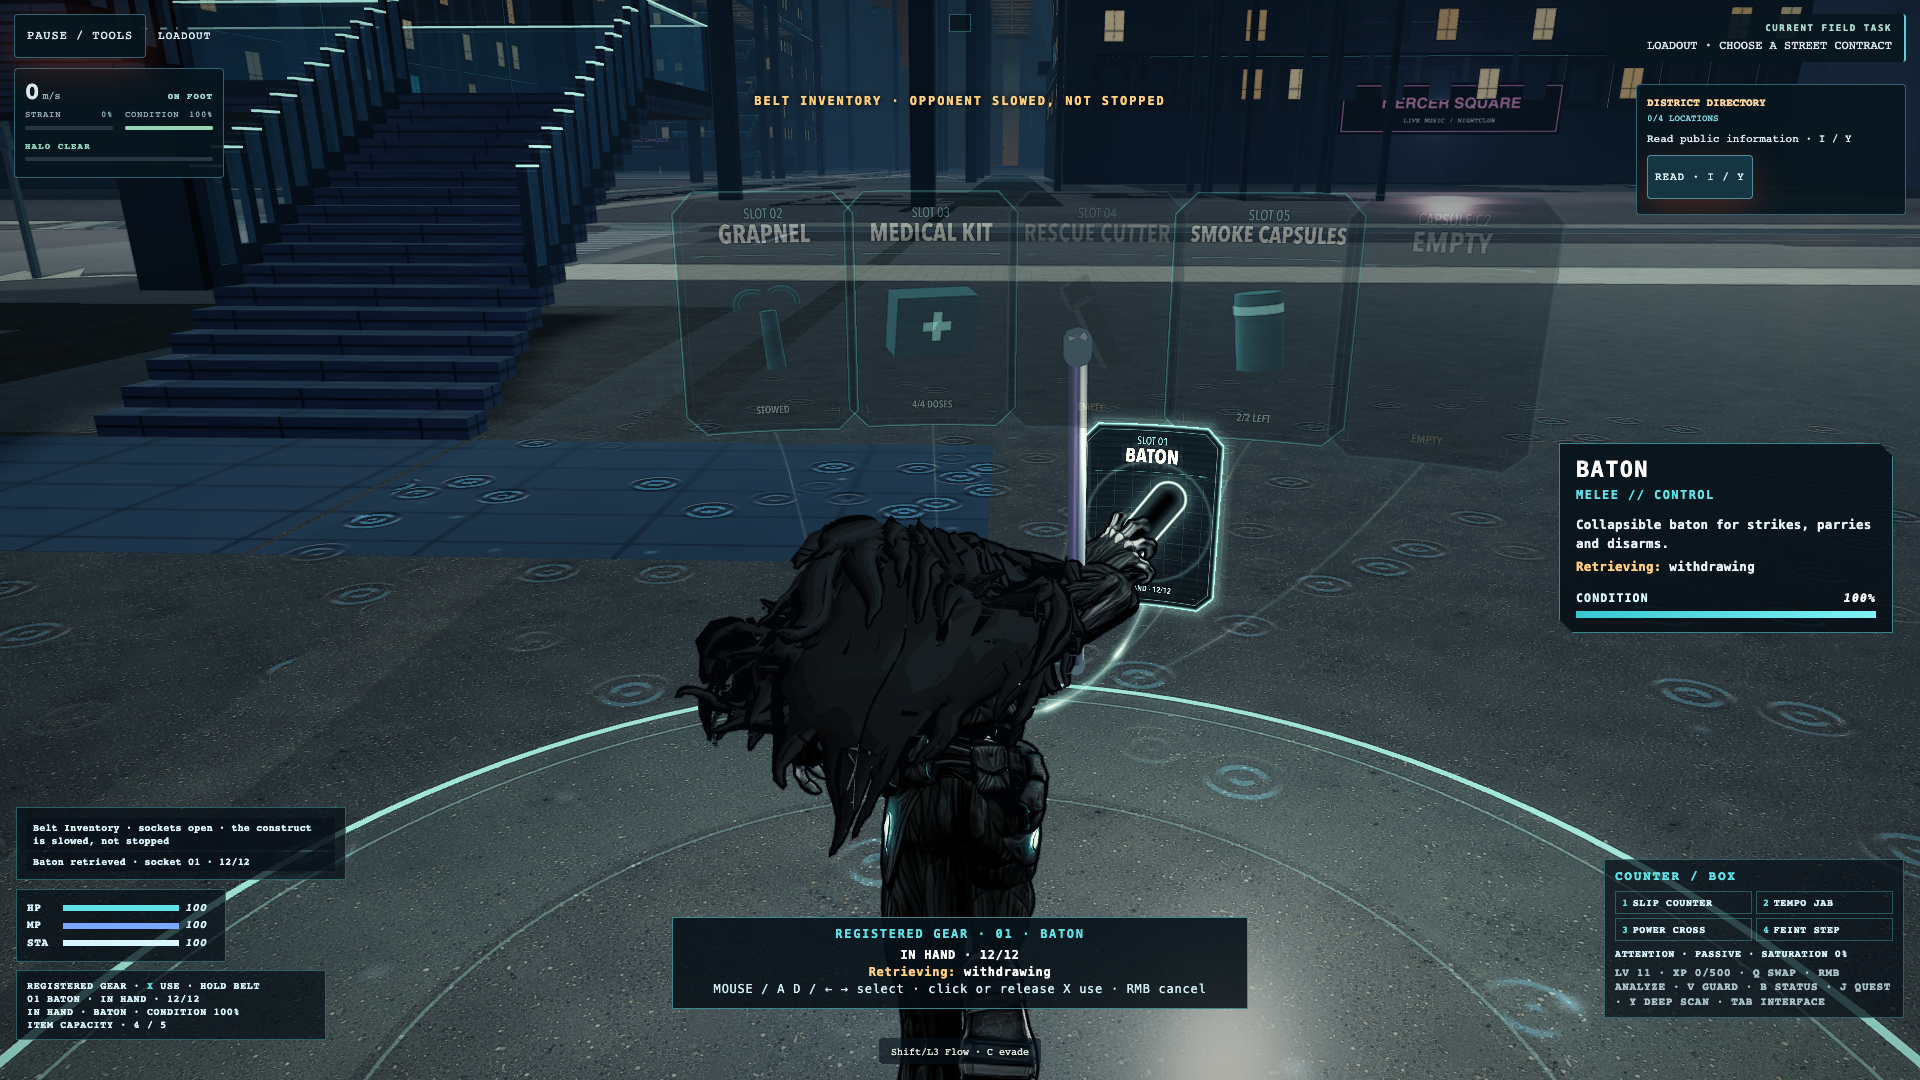 PAUSE / TOOLS
LOADOUT
0 m/s
ON FOOT
STRAIN 0%
CONDITION 100%
HALO CLEAR
BELT INVENTORY · OPPONENT SLOWED, NOT STOPPED
CURRENT FIELD TASK
LOADOUT · CHOOSE A STREET CONTRACT
DISTRICT DIRECTORY
0/4 LOCATIONS
Read public information · I / Y
READ · I / Y
MERCER SQUARE
LIVE MUSIC / NIGHTCLUB
SLOT 02
GRAPNEL
STOWED
SLOT 03
MEDICAL KIT
4/4 DOSES
SLOT 04
RESCUE CUTTER
EMPTY
SLOT 05
SMOKE CAPSULES
2/2 LEFT
CAPSULE C2
EMPTY
EMPTY
SLOT 01
BATON
ND · 12/12
BATON
MELEE // CONTROL
Collapsible baton for strikes, parries
and disarms.
Retrieving: withdrawing
CONDITION 100%
Belt Inventory · sockets open · the construct
is slowed, not stopped
Baton retrieved · socket 01 · 12/12
HP 100
MP 100
STA 100
REGISTERED GEAR · X USE · HOLD BELT
01 BATON · IN HAND · 12/12
IN HAND · BATON · CONDITION 100%
ITEM CAPACITY · 4 / 5
REGISTERED GEAR · 01 · BATON
IN HAND · 12/12
Retrieving: withdrawing
MOUSE / A D / ← → select · click or release X use · RMB cancel
Shift/L3 Flow · C evade
COUNTER / BOX
1 SLIP COUNTER
2 TEMPO JAB
3 POWER CROSS
4 FEINT STEP
ATTENTION · PASSIVE · SATURATION 0%
LV 11 · XP 0/500 · Q SWAP · RMB
ANALYZE · V GUARD · B STATUS · J QUEST
· Y DEEP SCAN · TAB INTERFACE